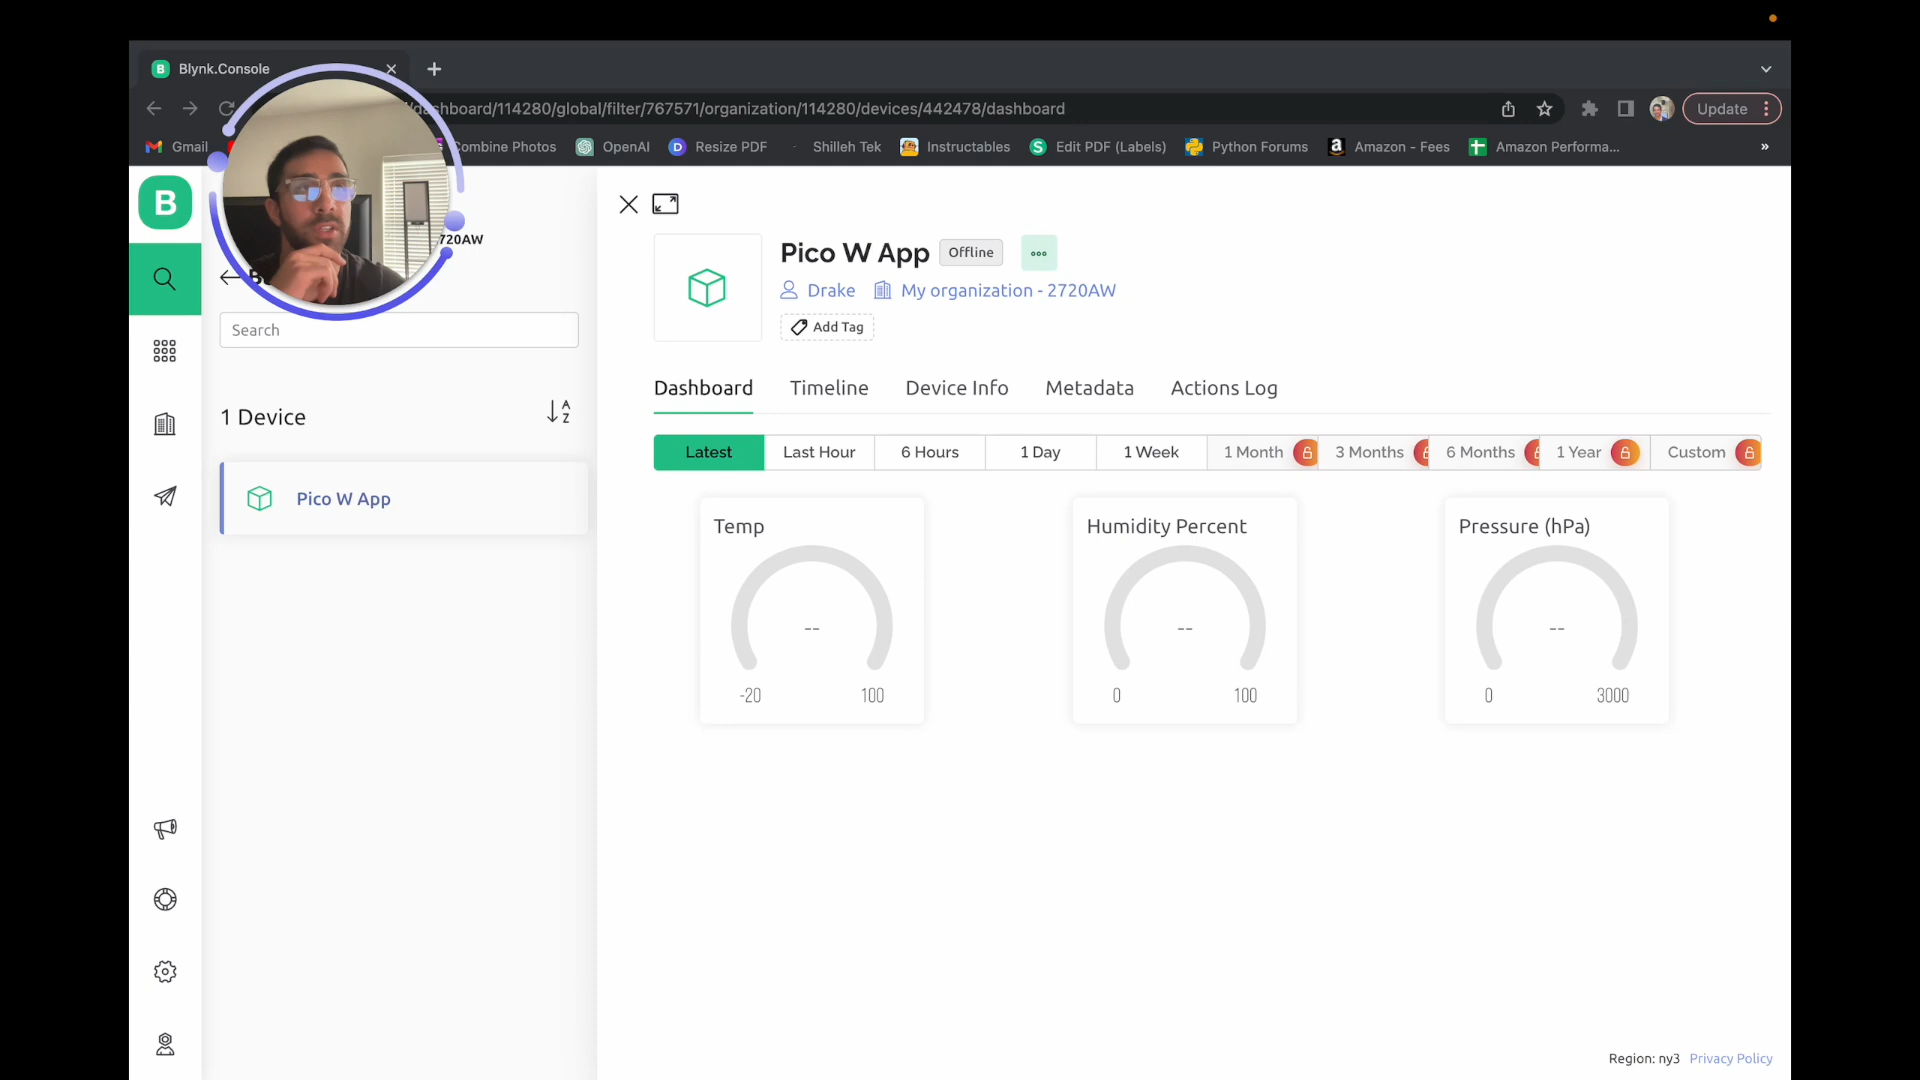 Blynk.Console
dashboard/114280/global/filter/767571/organization/114280/devices/442478/dashboard
Update
Gmail
Combine Photos
OpenAI
Resize PDF
Shilleh Tek
Instructables
Edit PDF (Labels)
Python Forums
Amazon - Fees
Amazon Performa...
»
B
720AW
Search
1 Device
A
Z
Pico W App
Pico W App
Offline
Drake
My organization - 2720AW
Add Tag
Dashboard
Timeline
Device Info
Metadata
Actions Log
Latest
Last Hour
6 Hours
1 Day
1 Week
1 Month
3 Months
6 Months
1 Year
Custom
Temp
--
-20
100
Humidity Percent
--
0
100
Pressure (hPa)
--
0
3000
Region: ny3
Privacy Policy